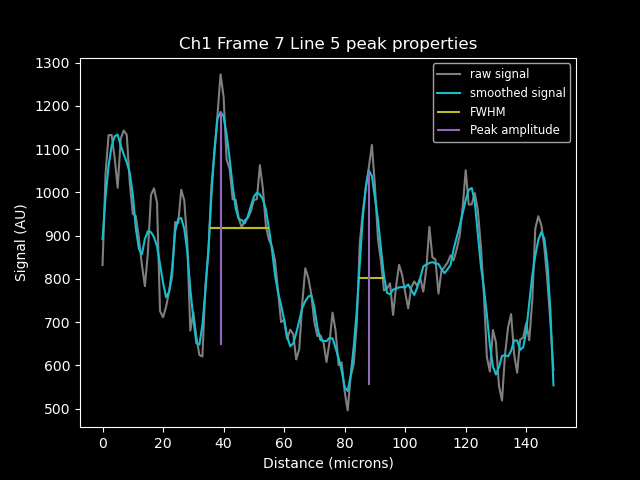 Ch1 Frame 7 Line 5 peak properties
raw signal
smoothed signal
FWHM
Peak amplitude
Signal (AU)
1300
1200
1100
1000
900
800
700
600
500
0 20 40 60 80 100 120 140
Distance (microns)